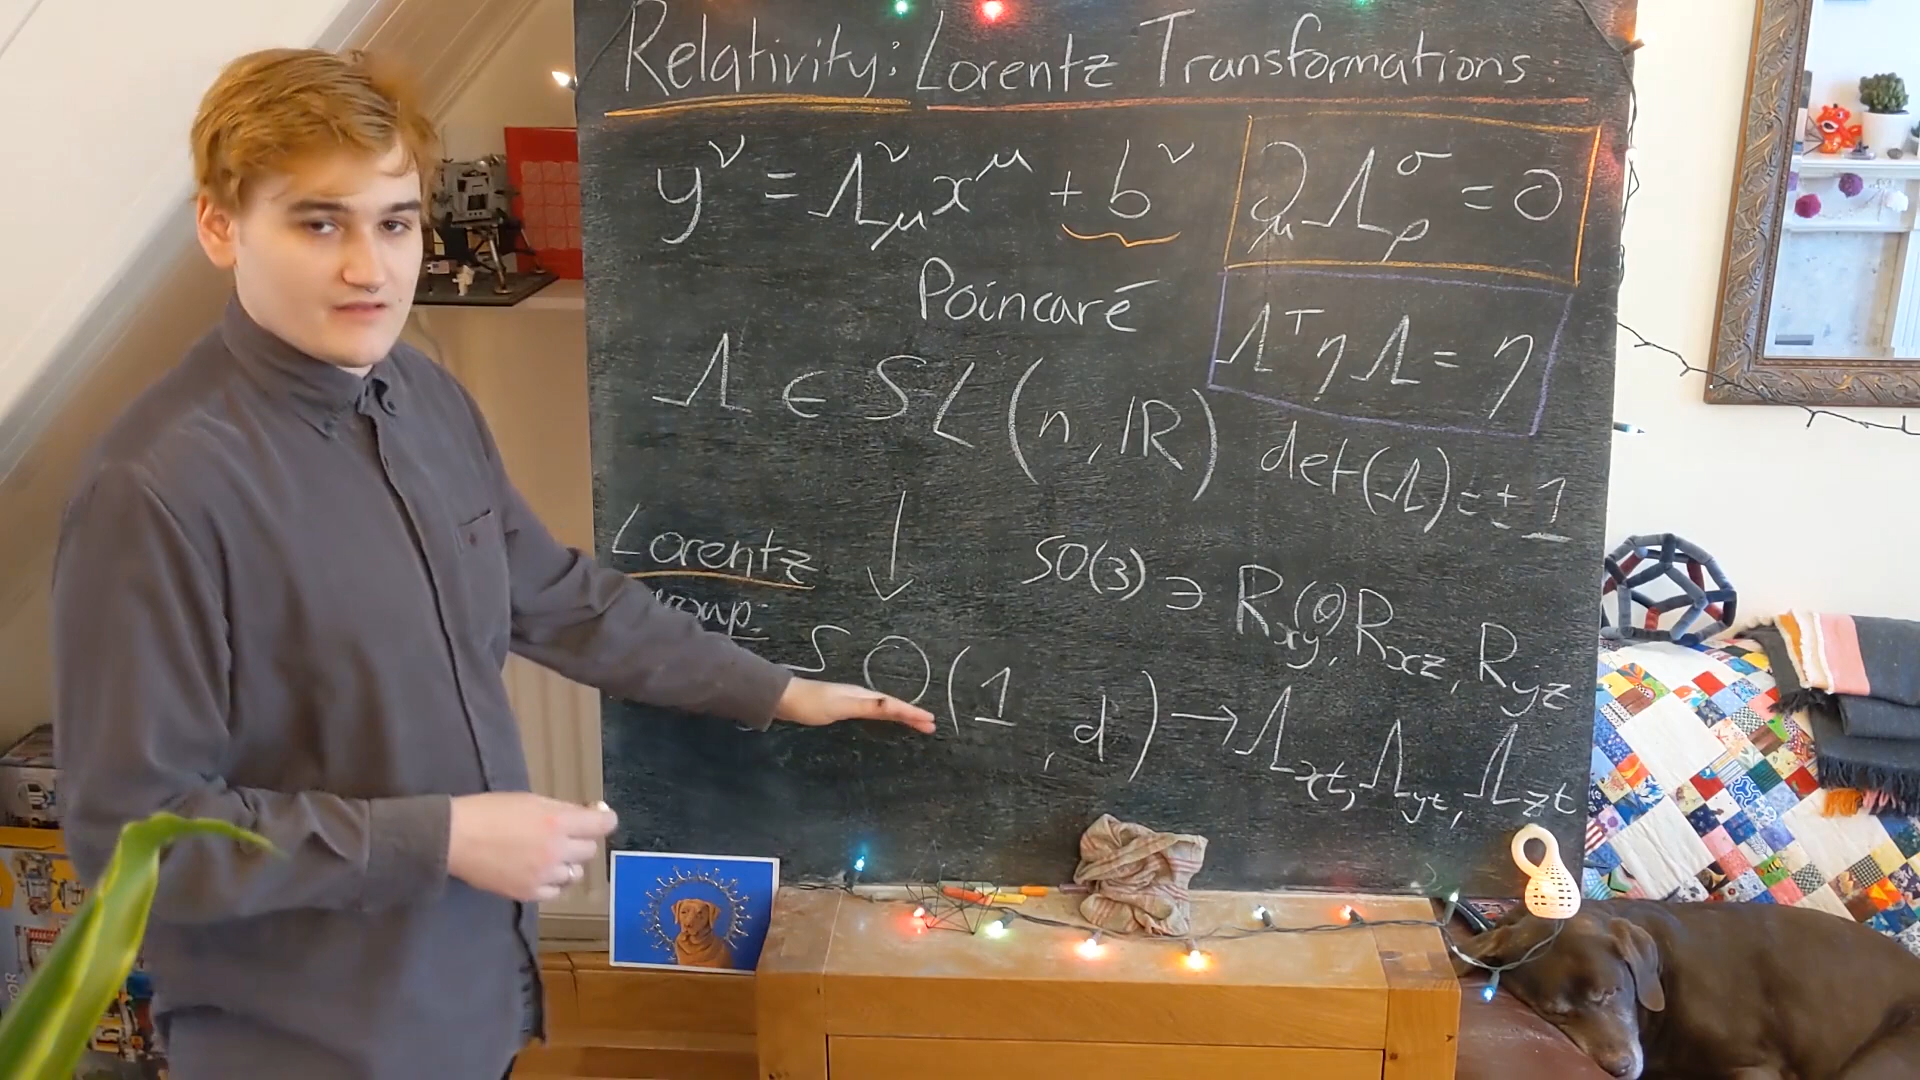 Relativity: Lorentz Transformations
y^ν = Λ^ν_μ x^μ + b^ν
∂_μ Λ^σ_ρ = 0
Poincaré
Λ^T η Λ = η
Λ ∈ SL(n, ℝ)
det(Λ) = ± 1
Lorentz
group:
↓
SO(3) ∋ R_xy(θ), R_xz, R_yz
SO(1, d) → Λ_xt, Λ_yt, Λ_zt